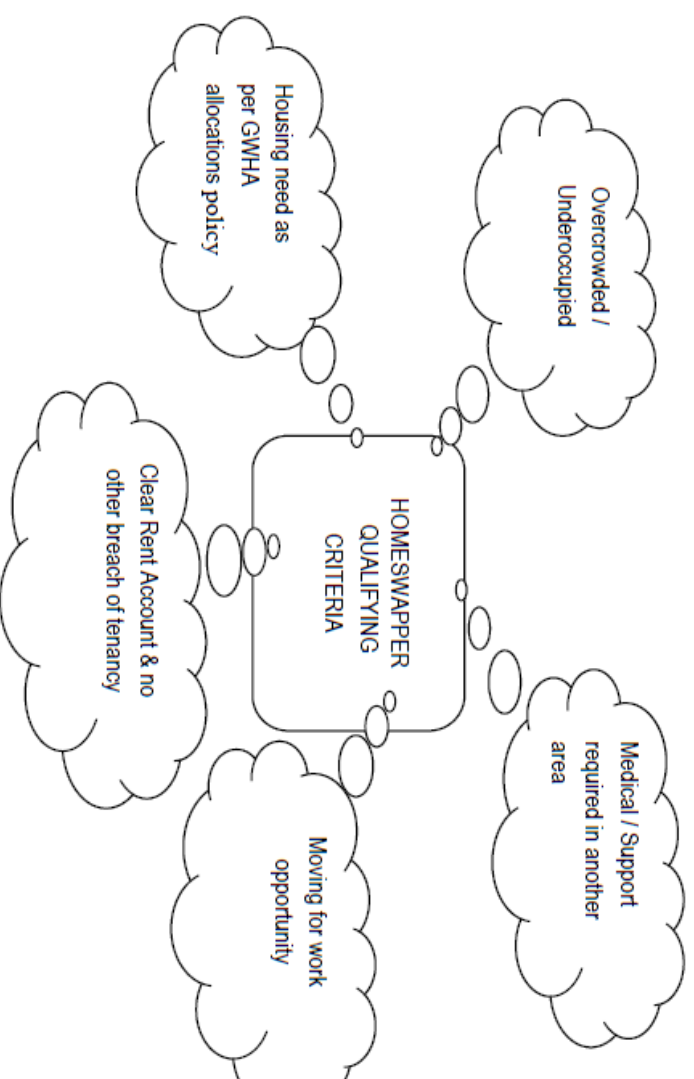 Overcrowded /
Underoccupied
Medical / Support
required in another
area
HOMESWAPPER
QUALIFYING
CRITERIA
Housing need as
per GWHA
allocations policy
Moving for work
opportunity
Clear Rent Account & no
other breach of tenancy